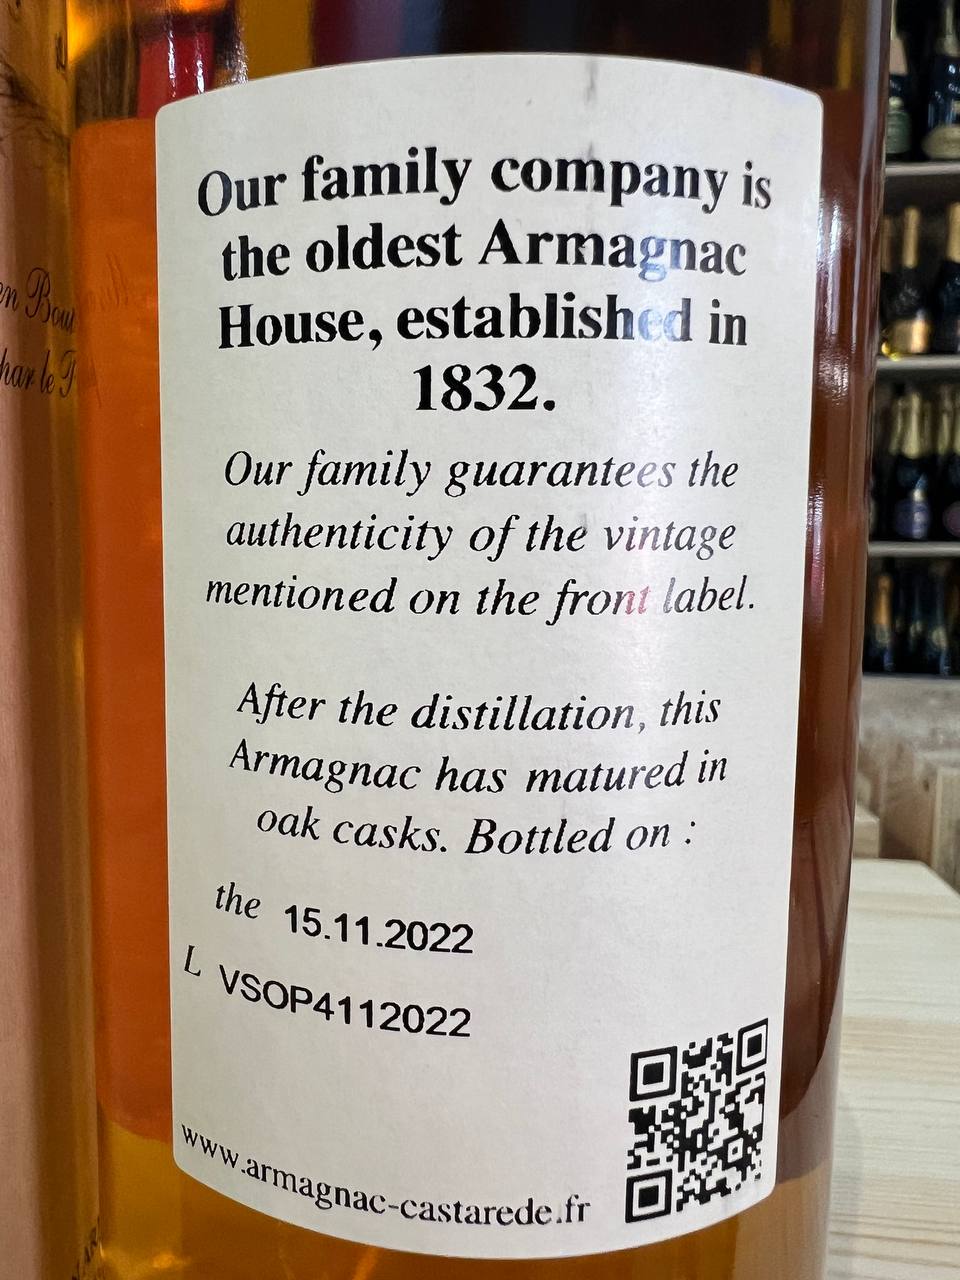 Our family company is
the oldest Armagnac
House, established in
1832.
Our family guarantees the
authenticity of the vintage
mentioned on the front label.
After the distillation, this
Armagnac has matured in
oak casks. Bottled on :
the 15.11.2022
L VSOP4112022
www.armagnac-castarede.fr